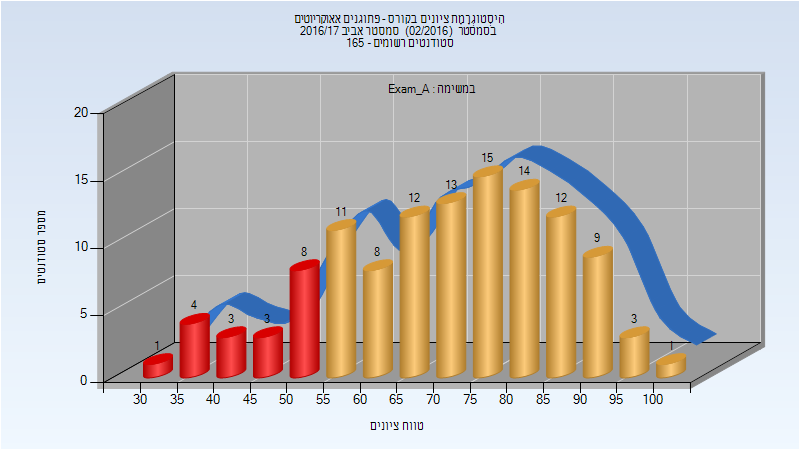 היסטוגרמת ציונים בקורס - פתוגנים אאוקריוטים
בסמסטר (02/2016) סמסטר אביב 2016/17
סטודנטים רשומים - 165
במשימה : Exam_A
מספר סטודנטים
20
15
10
5
0
1
4
3
3
8
11
8
12
13
15
14
12
9
3
1
30 35 40 45 50 55 60 65 70 75 80 85 90 95 100
טווח ציונים